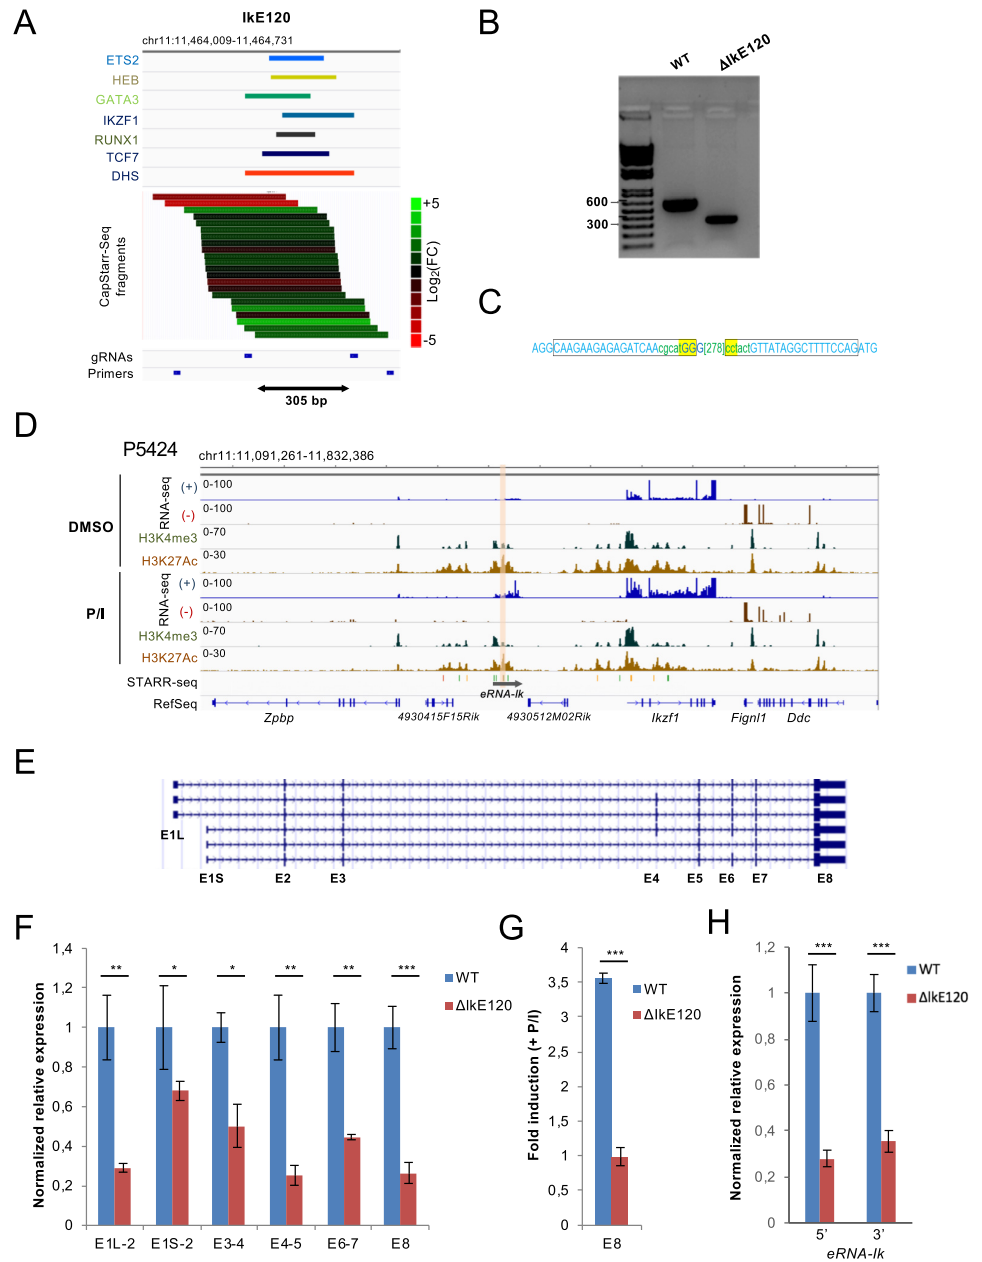 A
IkE120
chr11:11,464,009-11,464,731
ETS2
HEB
GATA3
IKZF1
RUNX1
TCF7
DHS
CapStarr-Seq
fragments
+5
Log2(FC)
-5
gRNAs
Primers
305 bp
B
WT
ΔIkE120
600
300
C
AGGCAAGAAGAGAGATCAAcgcatGGG[278]cctactGTTATAGGCTTTTCCAGATG
D
P5424
chr11:11,091,261-11,832,386
DMSO
RNA-seq
(+)
0-100
(-)
0-100
H3K4me3
0-70
H3K27Ac
0-30
P/I
RNA-seq
(+)
0-100
(-)
0-100
H3K4me3
0-70
H3K27Ac
0-30
STARR-seq
eRNA-Ik
RefSeq
Zpbp
4930415F15Rik
4930512M02Rik
Ikzf1
Fignl1
Ddc
E
E1L
E1S
E2
E3
E4
E5
E6
E7
E8
F
Normalized relative expression
1,4
1,2
1
0,8
0,6
0,4
0,2
0
**
*
*
**
**
***
WT
ΔIkE120
E1L-2
E1S-2
E3-4
E4-5
E6-7
E8
G
Fold induction (+ P/I)
4
3,5
3
2,5
2
1,5
1
0,5
0
***
WT
ΔIkE120
E8
H
Normalized relative expression
1,2
1
0,8
0,6
0,4
0,2
0
***
***
WT
ΔIkE120
5'
3'
eRNA-Ik